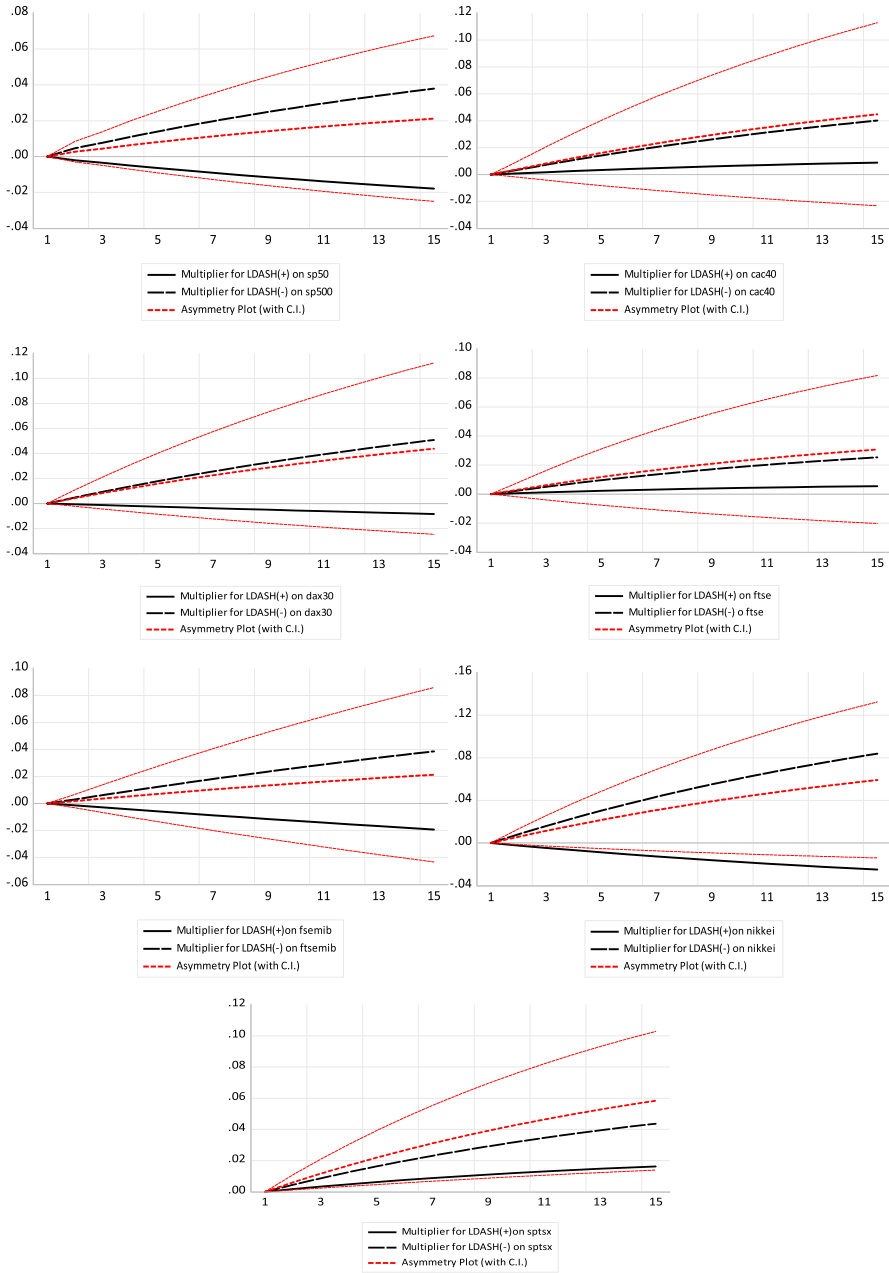 .08
.06
.04
.02
.00
-.02
-.04
1 3 5 7 9 11 13 15
Multiplier for LDASH(+) on sp50
Multiplier for LDASH(-) on sp500
Asymmetry Plot (with C.I.)
.12
.10
.08
.06
.04
.02
.00
-.02
-.04
1 3 5 7 9 11 13 15
Multiplier for LDASH(+) on cac40
Multiplier for LDASH(-) on cac40
Asymmetry Plot (with C.I.)
.12
.10
.08
.06
.04
.02
.00
-.02
-.04
1 3 5 7 9 11 13 15
Multiplier for LDASH(+) on dax30
Multiplier for LDASH(-) on dax30
Asymmetry Plot (with C.I.)
.10
.08
.06
.04
.02
.00
-.02
-.04
1 3 5 7 9 11 13 15
Multiplier for LDASH(+) on ftse
Multiplier for LDASH(-) o ftse
Asymmetry Plot (with C.I.)
.10
.08
.06
.04
.02
.00
-.02
-.04
-.06
1 3 5 7 9 11 13 15
Multiplier for LDASH(+) on fsemib
Multiplier for LDASH(-) on ftsemib
Asymmetry Plot (with C.I.)
.16
.12
.08
.04
.00
-.04
1 3 5 7 9 11 13 15
Multiplier for LDASH(+)on nikkei
Multiplier for LDASH(-) on nikkei
Asymmetry Plot (with C.I.)
.12
.10
.08
.06
.04
.02
.00
1 3 5 7 9 11 13 15
Multiplier for LDASH(+)on sptsx
Multiplier for LDASH(-) on sptsx
Asymmetry Plot (with C.I.)